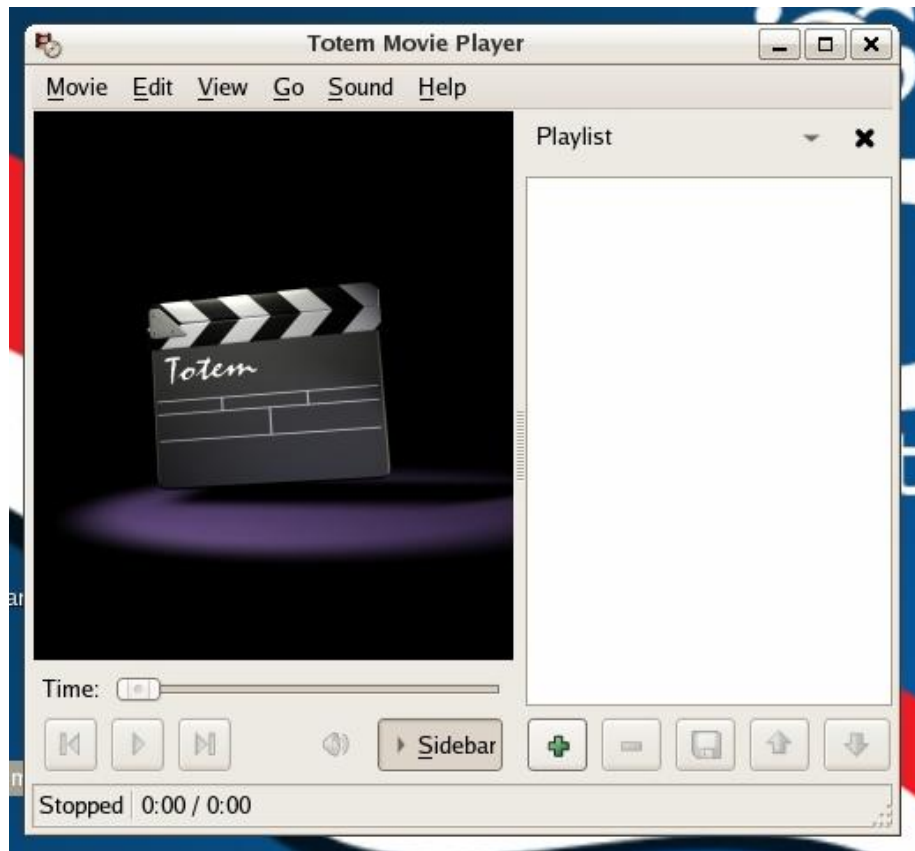 Totem Movie Player
Movie Edit View Go Sound Help
Playlist
Totem
Time:
Sidebar
Stopped 0:00 / 0:00